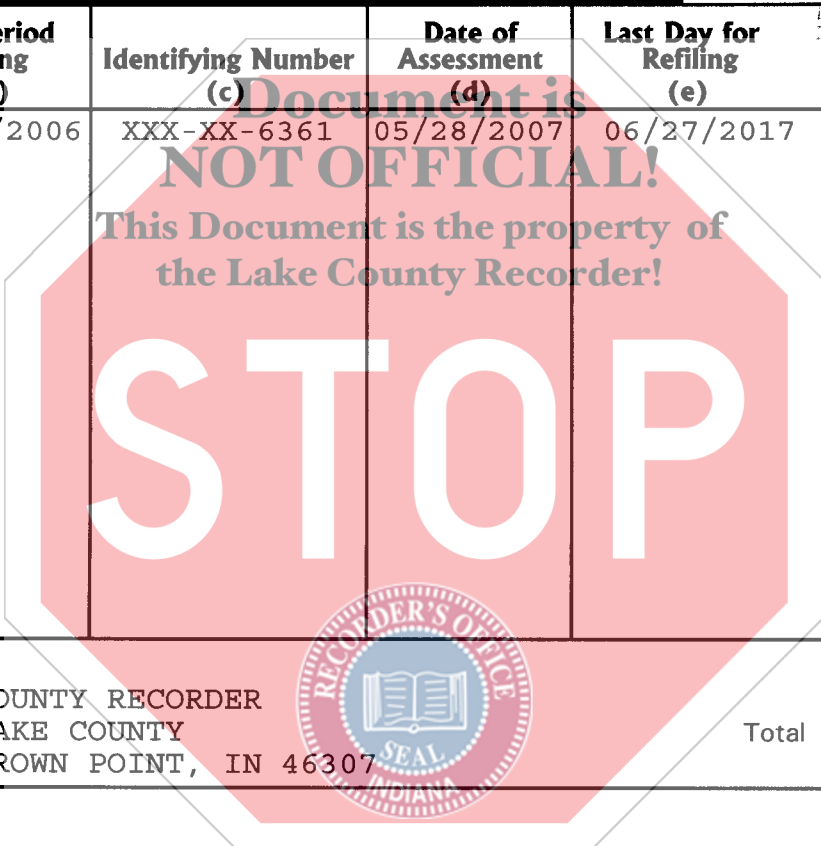 eriod Date of Last Day for
ng Identifying Number Assessment Refiling
) (c) (d) (e)
Document is
/2006 XXX-XX-6361 05/28/2007 06/27/2017
NOT OFFICIAL!
This Document is the property of
the Lake County Recorder!
STOP
RECORDER'S OFFICE
SEAL
INDIANA
OUNTY RECORDER
AKE COUNTY Total
ROWN POINT, IN 46307